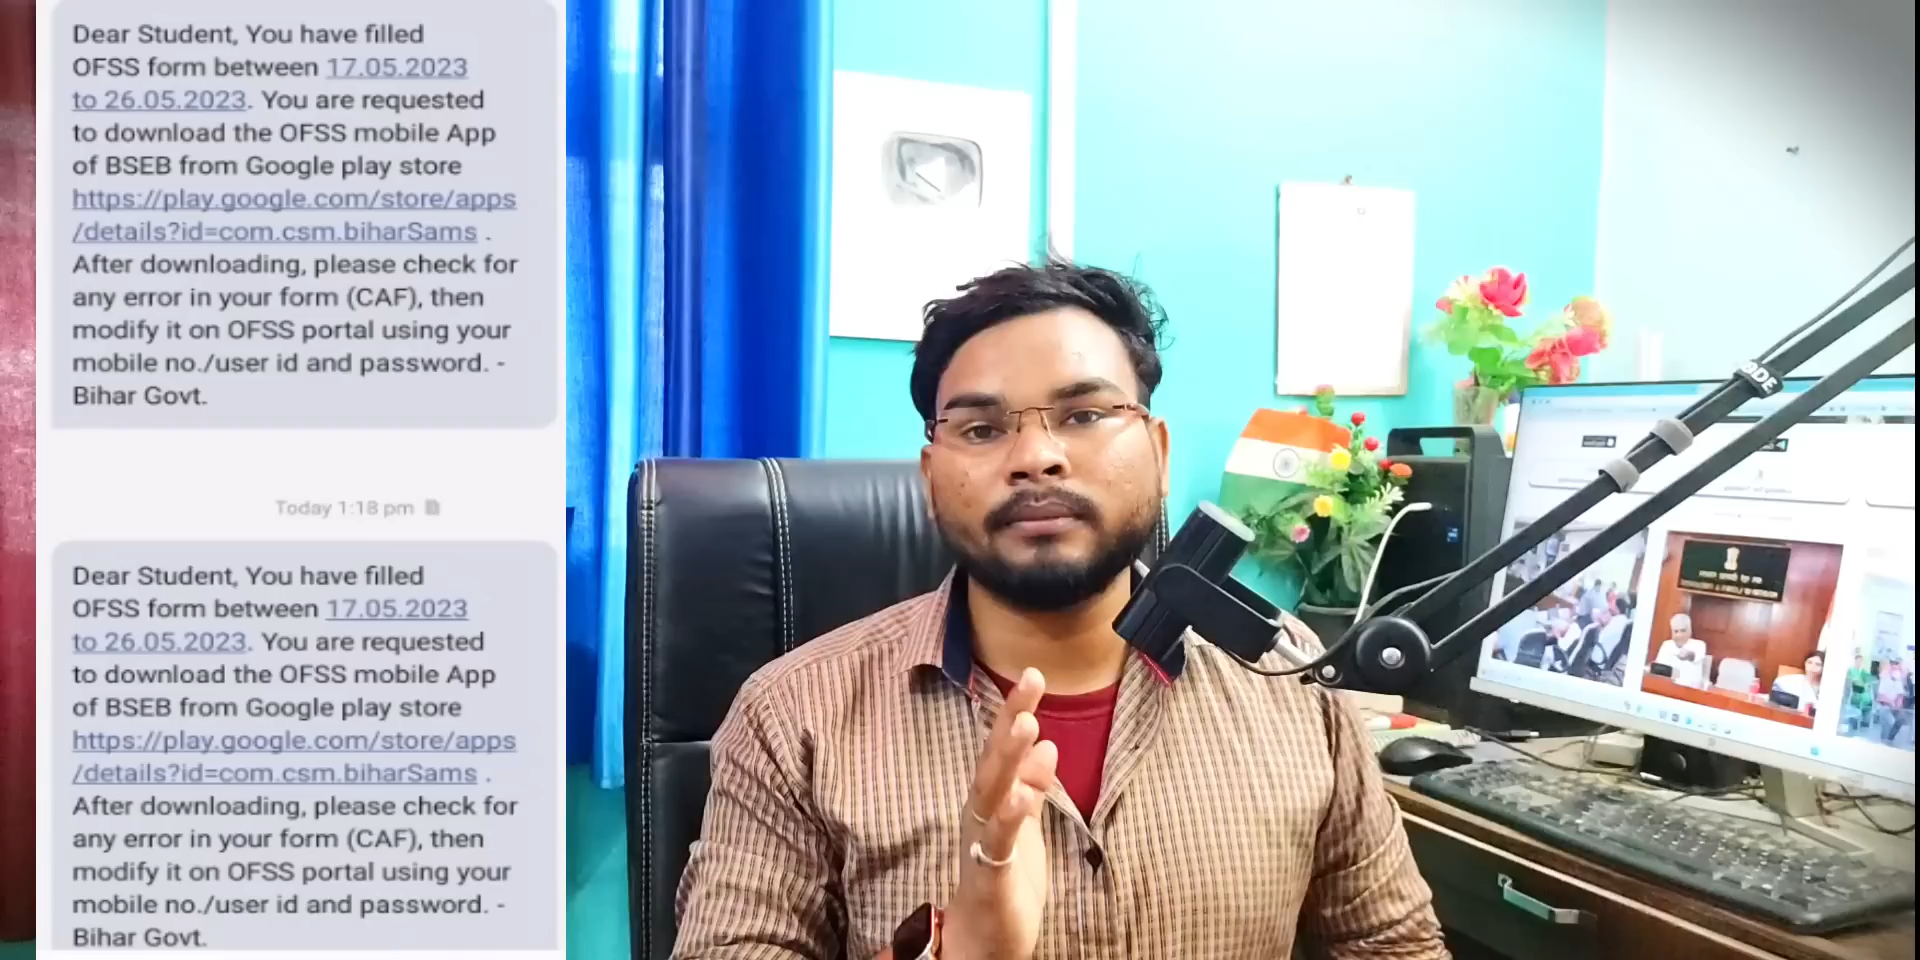 Dear Student, You have filled
OFSS form between 17.05.2023
to 26.05.2023. You are requested
to download the OFSS mobile App
of BSEB from Google play store
https://play.google.com/store/apps
/details?id=com.csm.biharSams .
After downloading, please check for
any error in your form (CAF), then
modify it on OFSS portal using your
mobile no./user id and password. -
Bihar Govt.
Today 1:18 pm
Dear Student, You have filled
OFSS form between 17.05.2023
to 26.05.2023. You are requested
to download the OFSS mobile App
of BSEB from Google play store
https://play.google.com/store/apps
/details?id=com.csm.biharSams .
After downloading, please check for
any error in your form (CAF), then
modify it on OFSS portal using your
mobile no./user id and password. -
Bihar Govt.